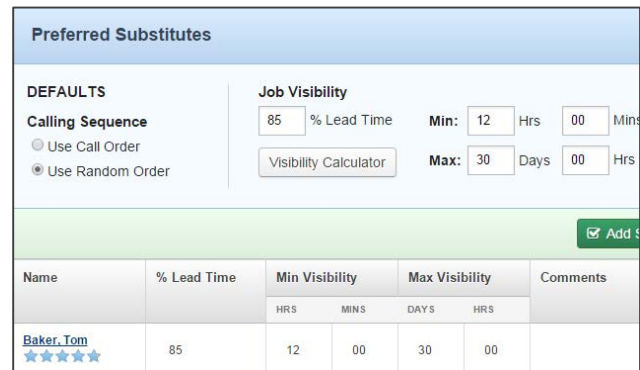 Preferred Substitutes
DEFAULTS
Calling Sequence
Use Call Order
Use Random Order
Job Visibility
85 % Lead Time Min: 12 Hrs 00 Mins
Visibility Calculator Max: 30 Days 00 Hrs
Add S
Name % Lead Time Min Visibility Max Visibility Comments
HRS MINS DAYS HRS
Baker, Tom 85 12 00 30 00